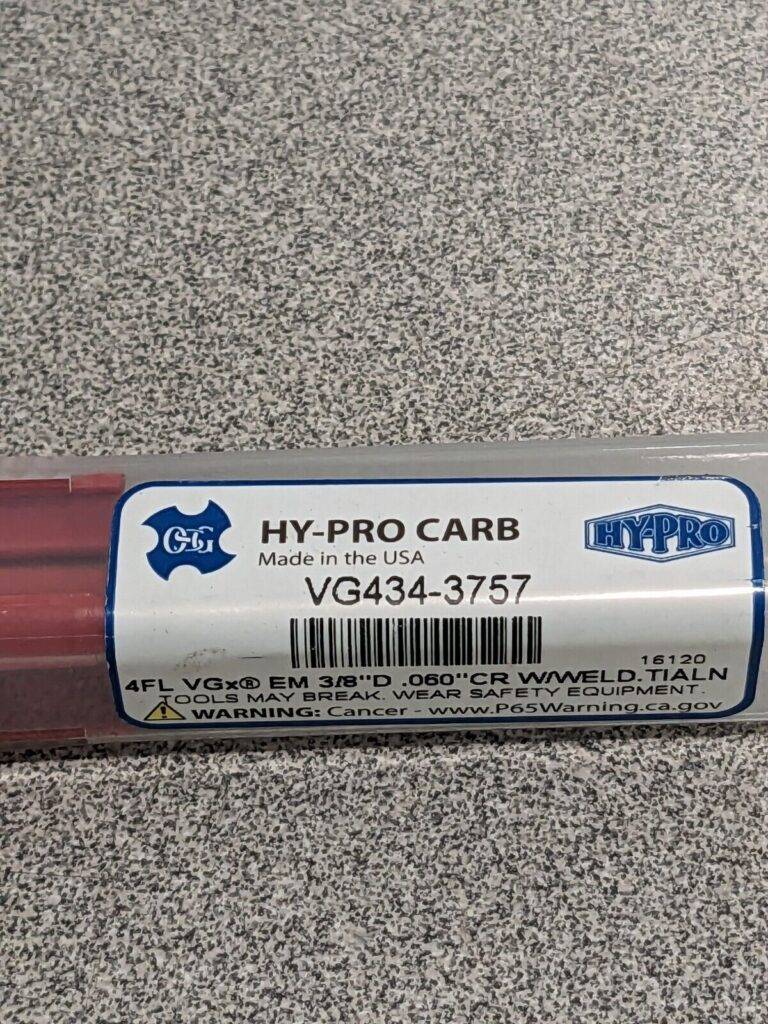 OSG
HY-PRO CARB
HY-PRO
Made in the USA
VG434-3757
16120
4FL VGx® EM 3/8"D .060"CR W/WELD.TIALN
TOOLS MAY BREAK. WEAR SAFETY EQUIPMENT.
WARNING: Cancer - www.P65Warning.ca.gov